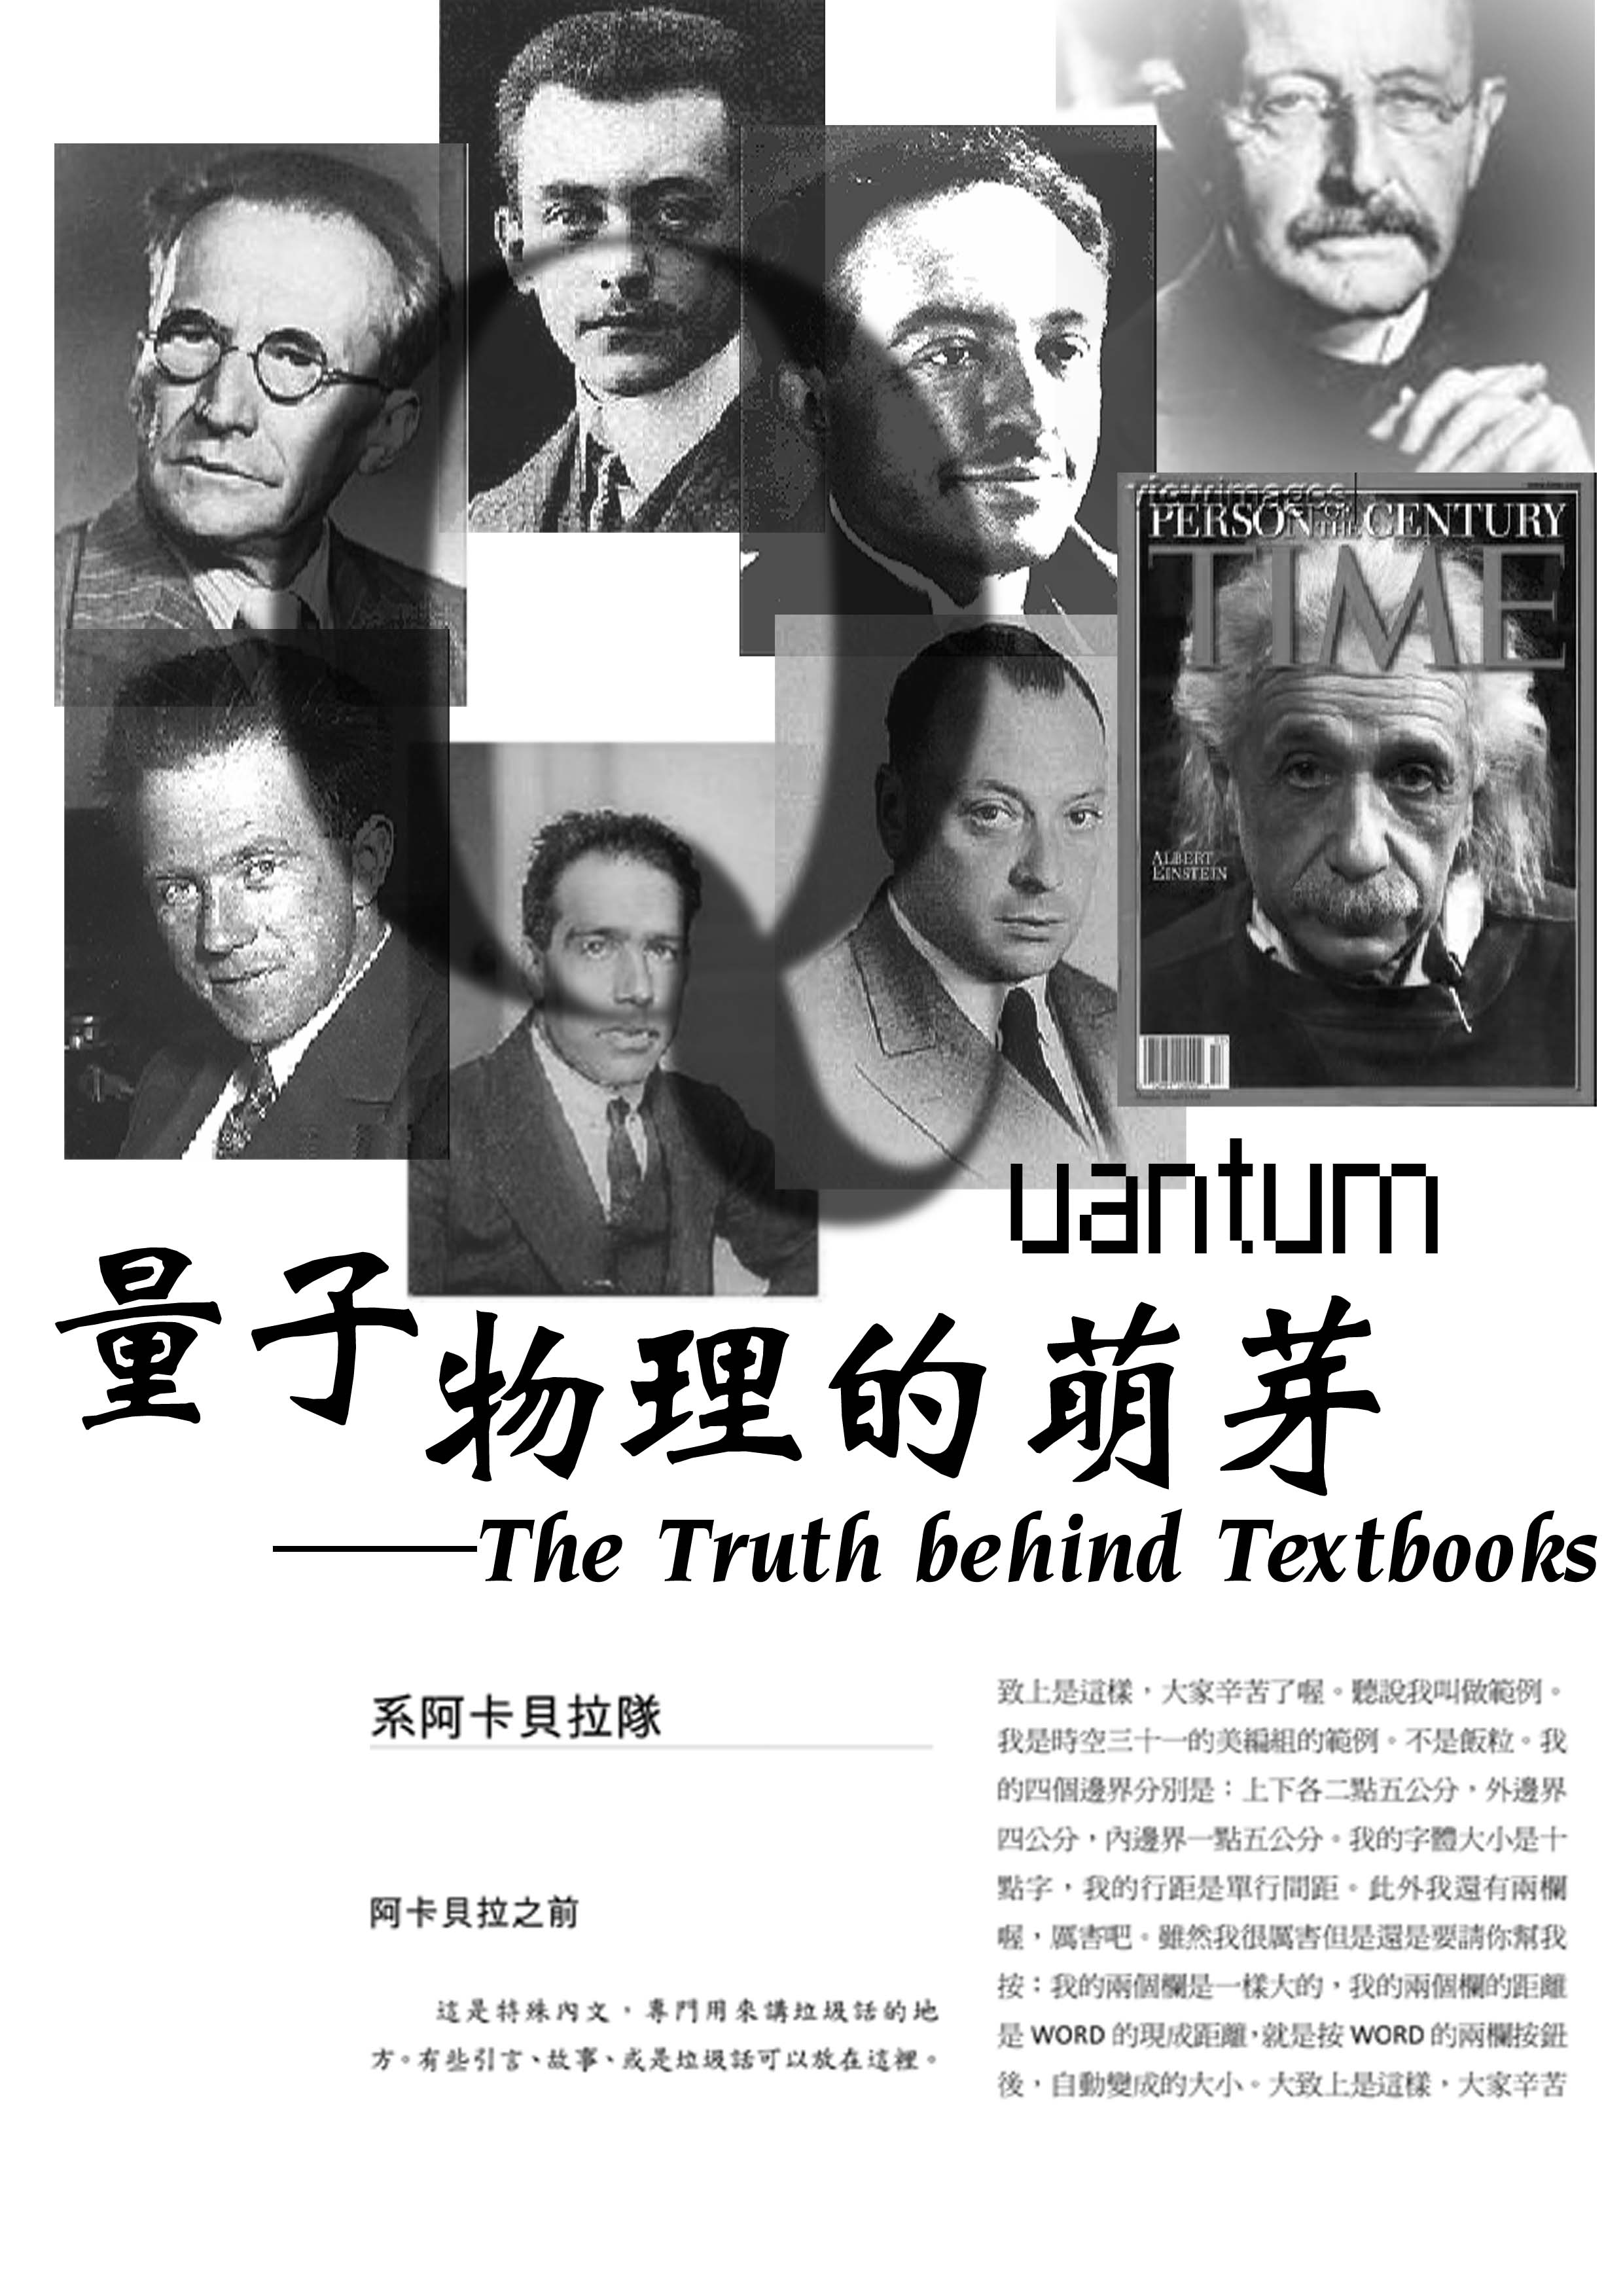 viewimages
PERSON OF THE CENTURY
TIME
ALBERT
EINSTEIN
Quantum
量子物理的萌芽
——The Truth behind Textbooks
系阿卡貝拉隊
阿卡貝拉之前
這是特殊內文，專門用來講垃圾話的地
方。有些引言、故事、或是垃圾話可以放在這裡。
致上是這樣，大家辛苦了喔。聽說我叫做範例。
我是時空三十一的美編組的範例。不是飯粒。我
的四個邊界分別是：上下各二點五公分，外邊界
四公分，內邊界一點五公分。我的字體大小是十
點字，我的行距是單行間距。此外我還有兩欄
喔，厲害吧。雖然我很厲害但是還是要請你幫我
按：我的兩個欄是一樣大的，我的兩個欄的距離
是 WORD 的現成距離，就是按 WORD 的兩欄按鈕
後，自動變成的大小。大致上是這樣，大家辛苦